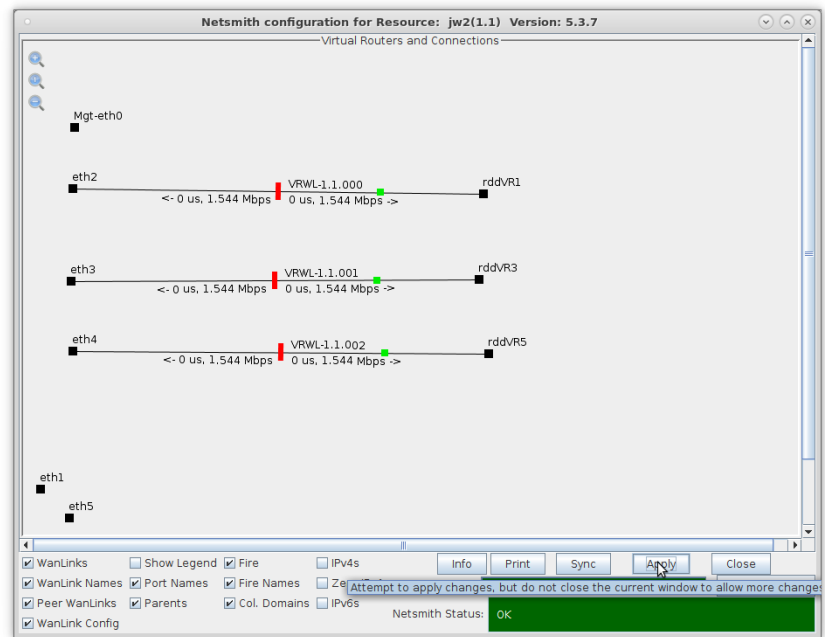 Netsmith configuration for Resource: jw2(1.1) Version: 5.3.7
Virtual Routers and Connections
Mgt-eth0
eth2
VRWL-1.1.000
rddVR1
<- 0 us, 1.544 Mbps
0 us, 1.544 Mbps ->
eth3
VRWL-1.1.001
rddVR3
<- 0 us, 1.544 Mbps
0 us, 1.544 Mbps ->
eth4
VRWL-1.1.002
rddVR5
<- 0 us, 1.544 Mbps
0 us, 1.544 Mbps ->
eth1
eth5
WanLinks Show Legend Fire IPv4s Info Print Sync Apply Close
WanLink Names Port Names Fire Names
Attempt to apply changes, but do not close the current window to allow more changes
Peer WanLinks Parents Col. Domains IPv6s
Netsmith Status: OK
WanLink Config